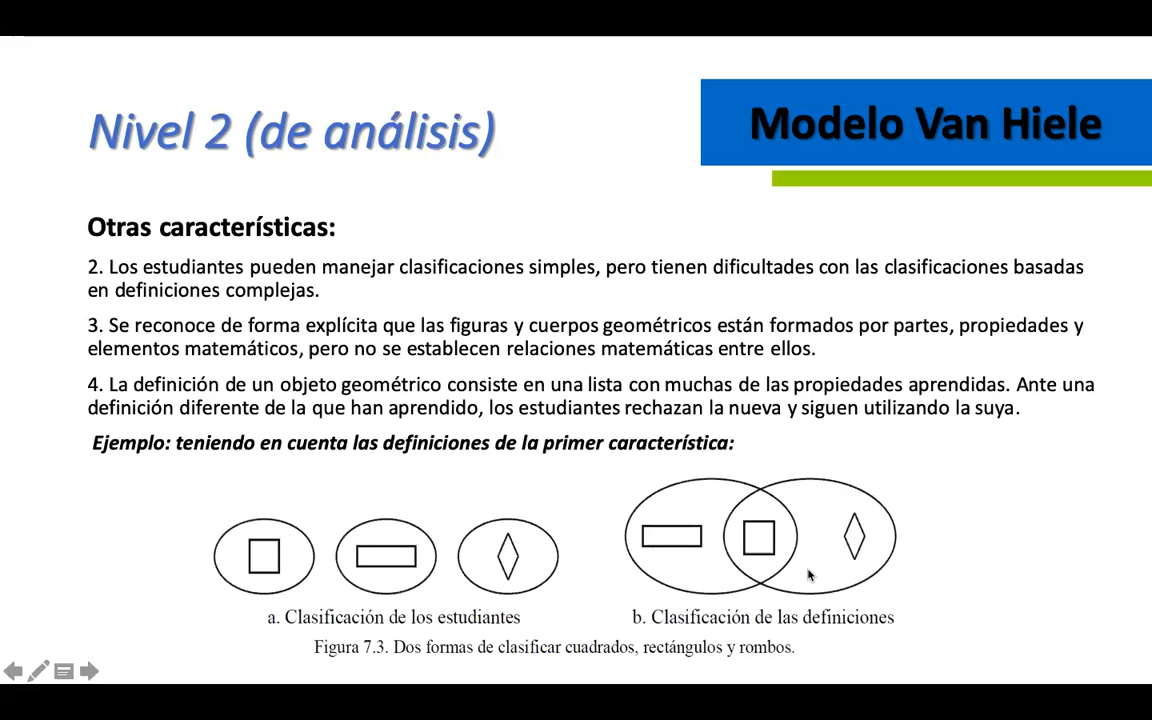 Nivel 2 (de análisis)
Modelo Van Hiele
Otras características:
2. Los estudiantes pueden manejar clasificaciones simples, pero tienen dificultades con las clasificaciones basadas
en definiciones complejas.
3. Se reconoce de forma explícita que las figuras y cuerpos geométricos están formados por partes, propiedades y
elementos matemáticos, pero no se establecen relaciones matemáticas entre ellos.
4. La definición de un objeto geométrico consiste en una lista con muchas de las propiedades aprendidas. Ante una
definición diferente de la que han aprendido, los estudiantes rechazan la nueva y siguen utilizando la suya.
Ejemplo: teniendo en cuenta las definiciones de la primer característica:
a. Clasificación de los estudiantes
b. Clasificación de las definiciones
Figura 7.3. Dos formas de clasificar cuadrados, rectángulos y rombos.